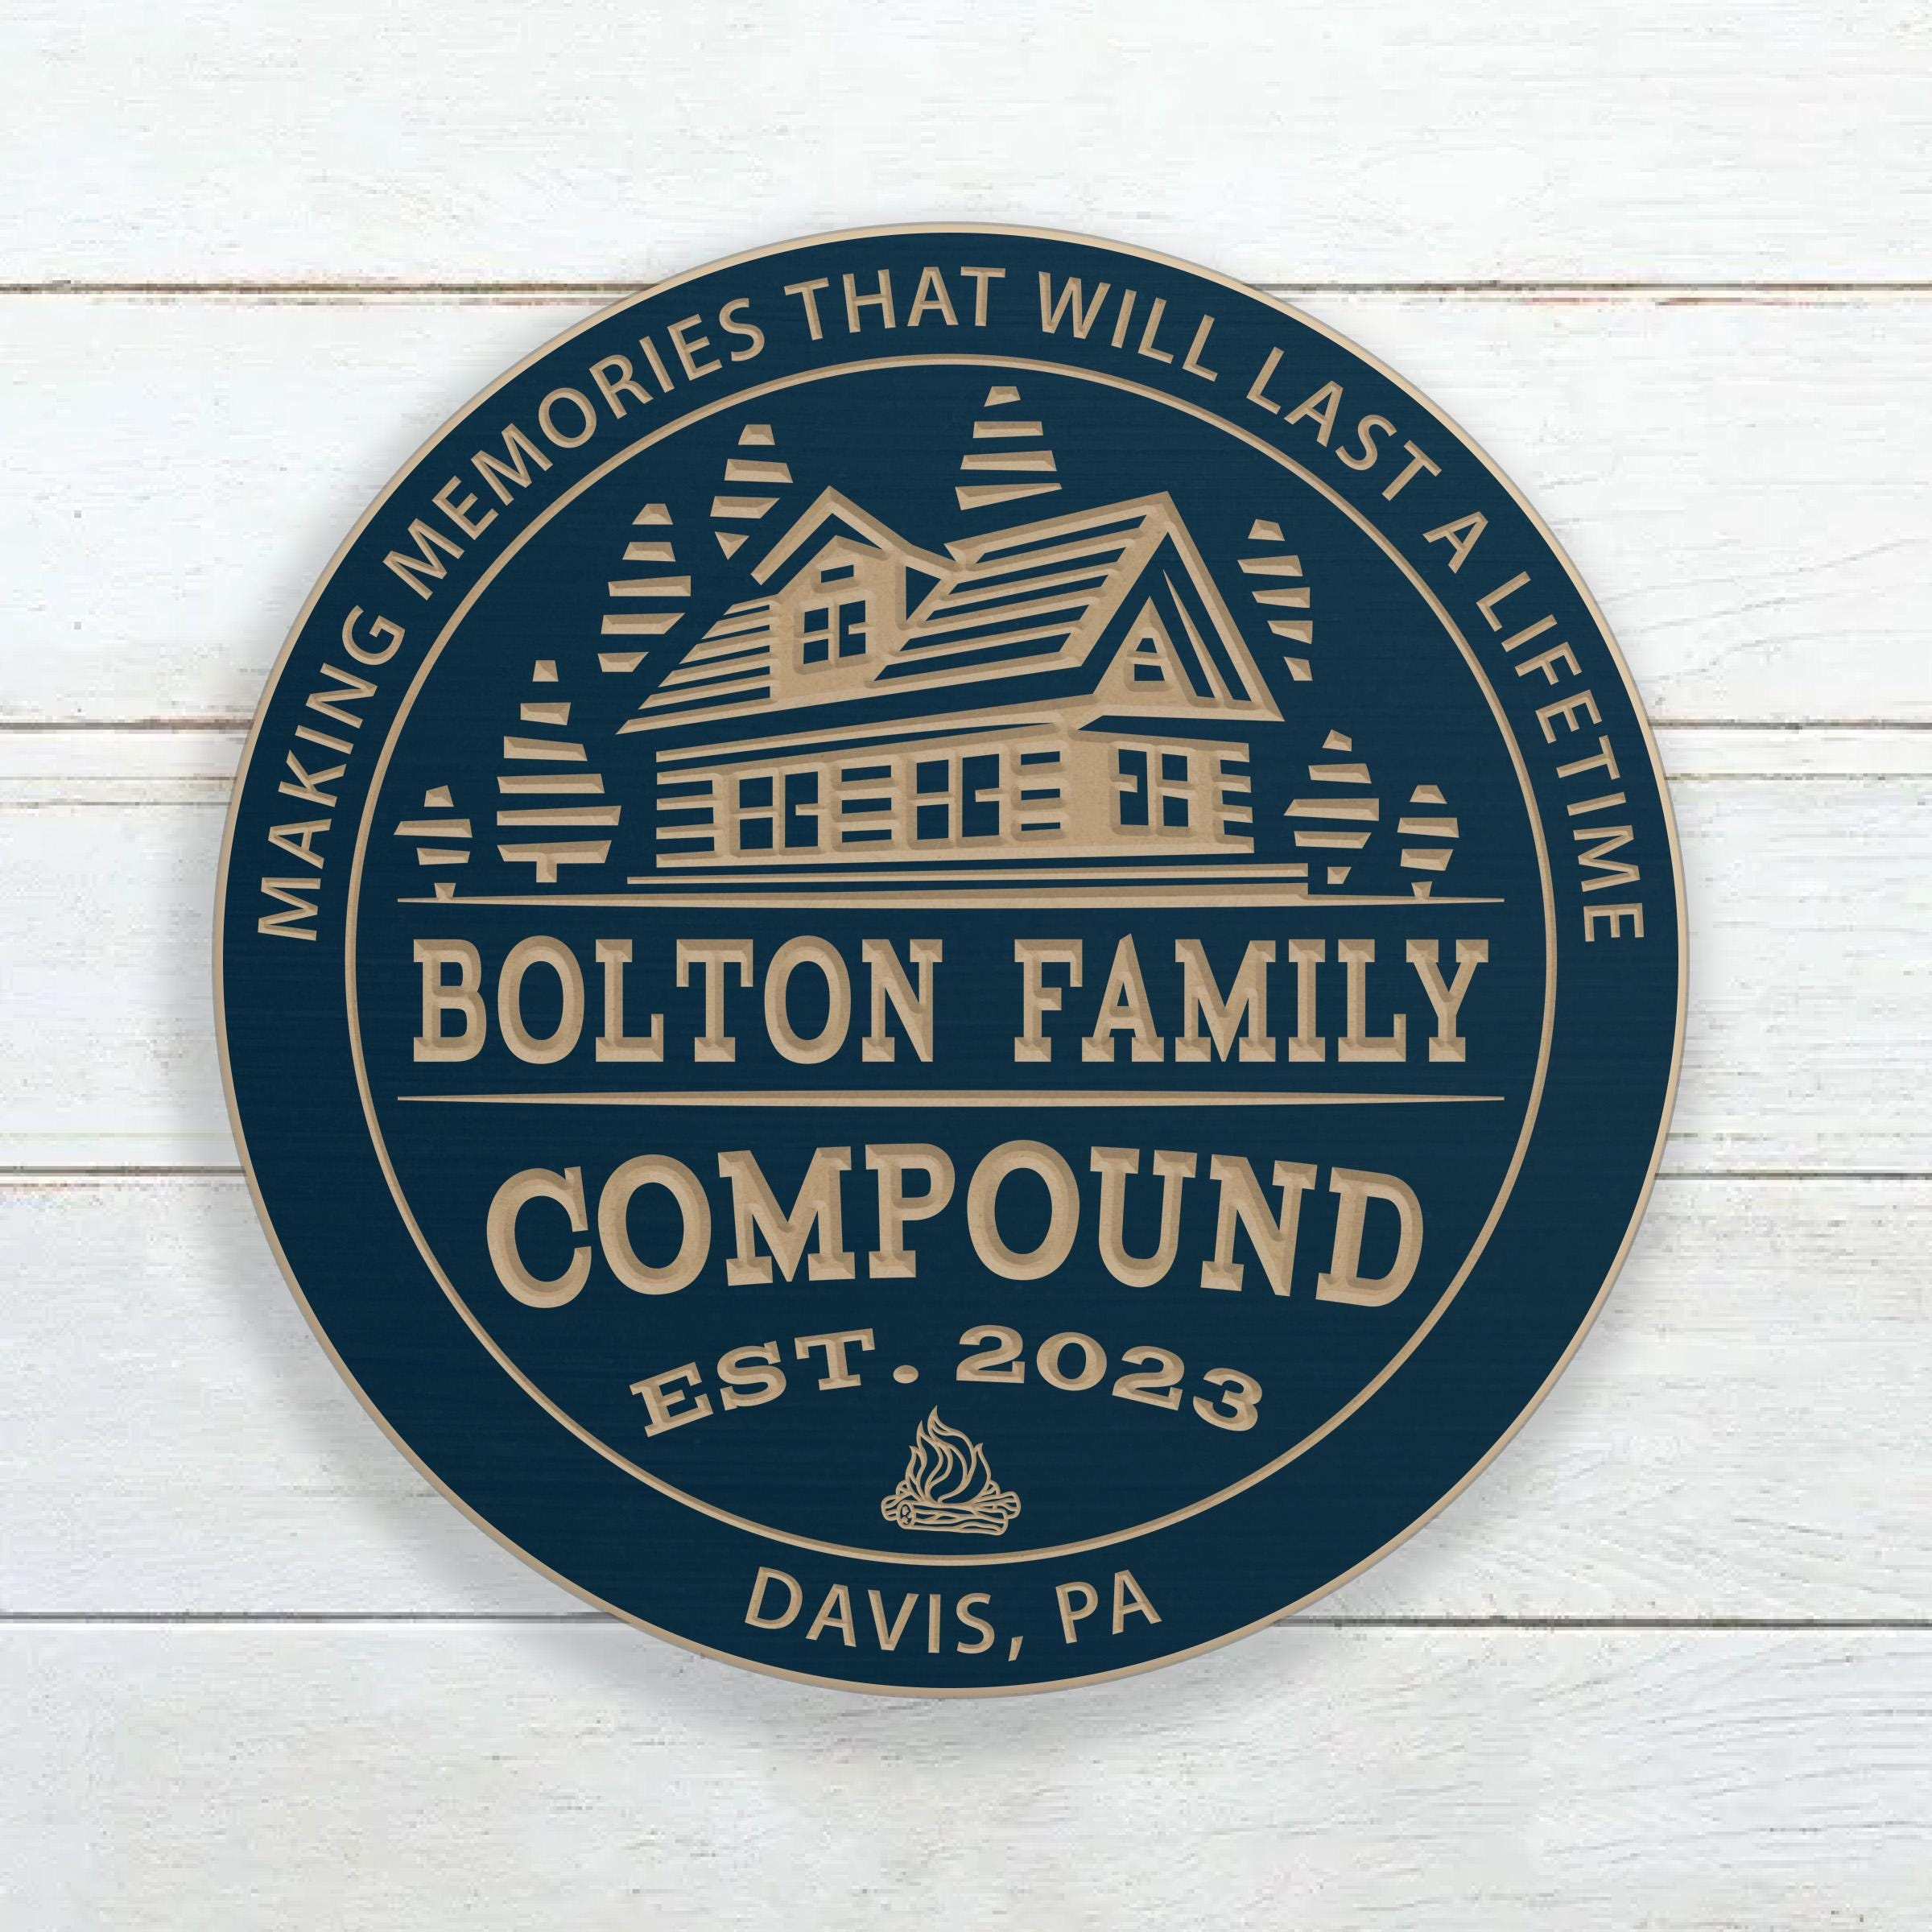 MAKING MEMORIES THAT WILL LAST A LIFETIME
BOLTON FAMILY
COMPOUND
EST. 2023
DAVIS, PA